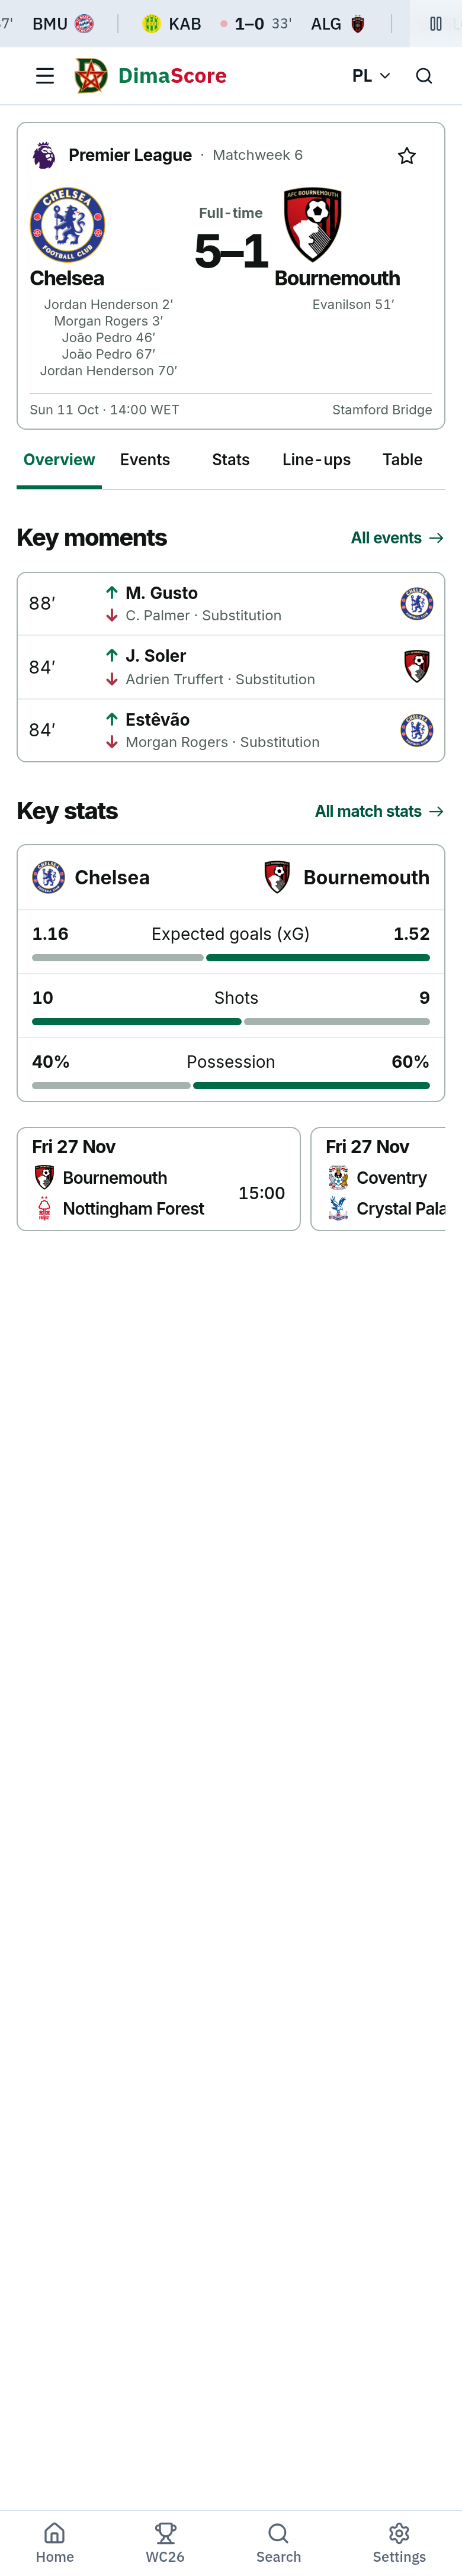 BMU
KAB 1–0 33' ALG
DimaScore
PL
Premier League · Matchweek 6
Full-time
5–1
Chelsea
Bournemouth
Jordan Henderson 2'
Evanilson 51'
Morgan Rogers 3'
João Pedro 46'
João Pedro 67'
Jordan Henderson 70'
Sun 11 Oct · 14:00 WET
Stamford Bridge
Overview Events Stats Line-ups Table
Key moments
All events →
88'
↑ M. Gusto
↓ C. Palmer · Substitution
84'
↑ J. Soler
↓ Adrien Truffert · Substitution
84'
↑ Estêvão
↓ Morgan Rogers · Substitution
Key stats
All match stats →
Chelsea
Bournemouth
1.16 Expected goals (xG) 1.52
10 Shots 9
40% Possession 60%
Fri 27 Nov
Bournemouth
Nottingham Forest
15:00
Fri 27 Nov
Coventry
Crystal Pala
Home WC26 Search Settings